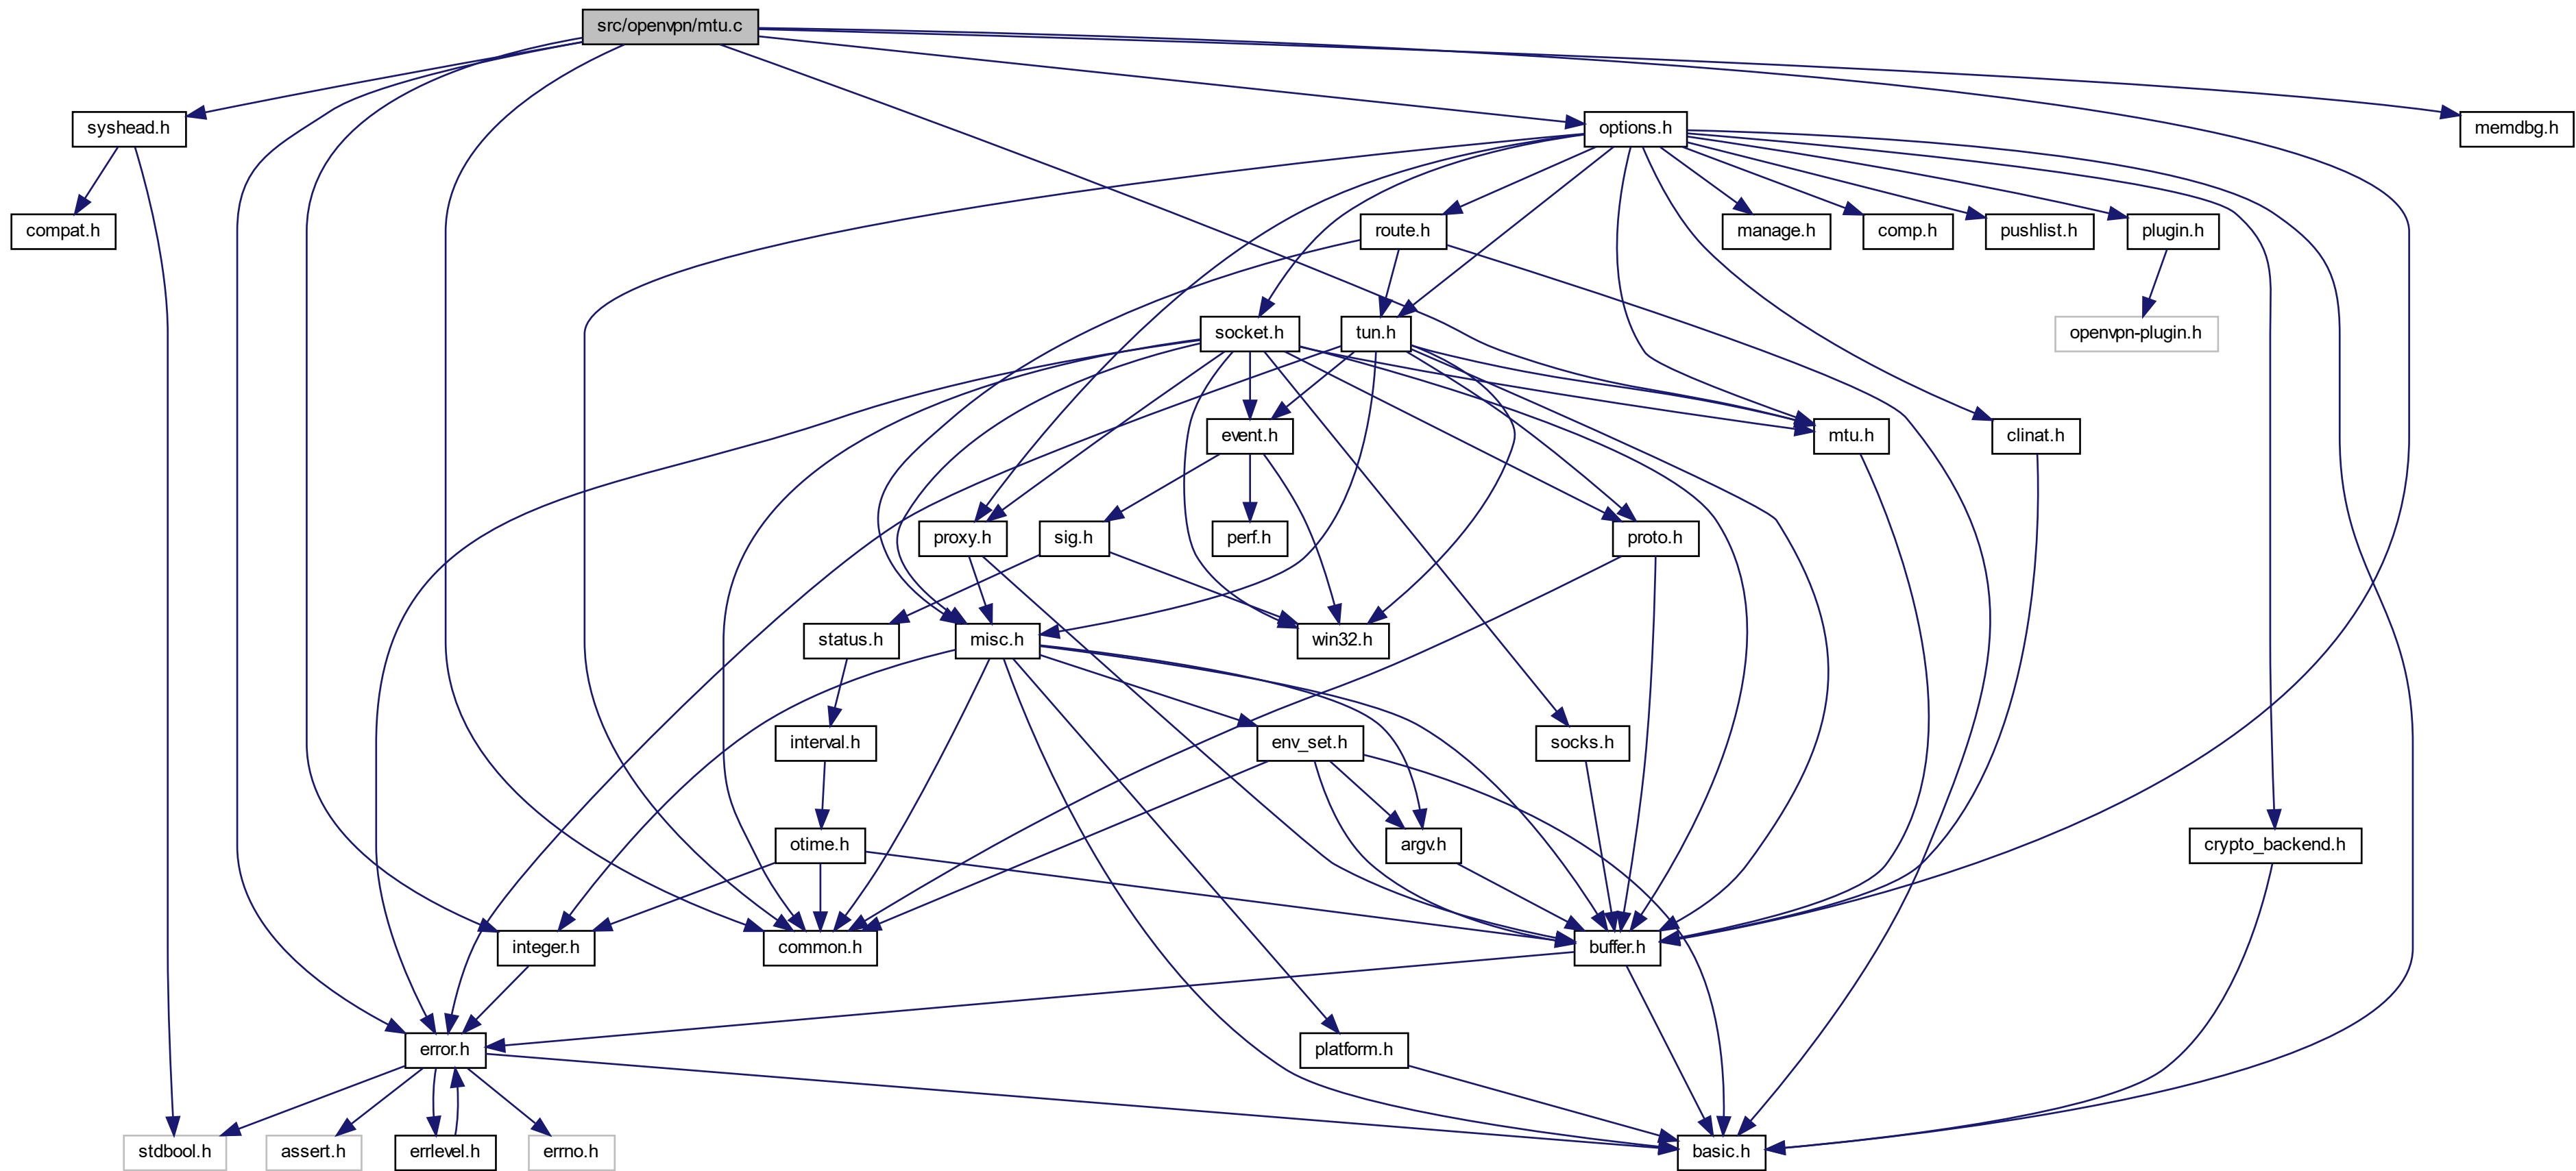 src/openvpn/mtu.c
syshead.h
options.h
memdbg.h
compat.h
route.h
manage.h
comp.h
pushlist.h
plugin.h
socket.h
tun.h
openvpn-plugin.h
event.h
mtu.h
clinat.h
proxy.h
sig.h
perf.h
proto.h
status.h
misc.h
win32.h
interval.h
env_set.h
socks.h
otime.h
argv.h
crypto_backend.h
integer.h
common.h
buffer.h
error.h
platform.h
stdbool.h
assert.h
errlevel.h
errno.h
basic.h